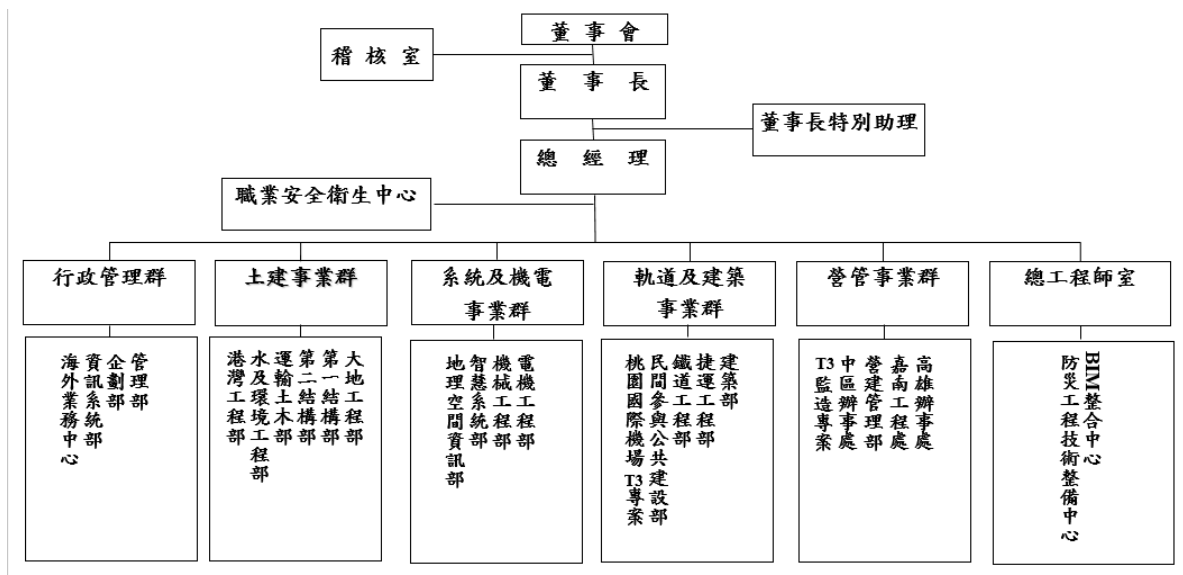 董事會
稽核室
董事長
董事長特別助理
總經理
職業安全衛生中心
行政管理群
管理部
企劃部
資訊系統部
海外業務中心
土建事業群
大地工程部
第一結構部
第二結構部
運輸土木部
水及環境工程部
港灣工程部
系統及機電
事業群
電機工程部
機械工程部
智慧系統部
地理空間資訊部
軌道及建築
事業群
建築部
捷運工程部
鐵道工程部
民間參與公共建設部
桃園國際機場T3專案
營管事業群
高雄辦事處
嘉南工程處
營建管理部
中區辦事處
T3監造專案
總工程師室
BIM整合中心
防災工程技術整備中心